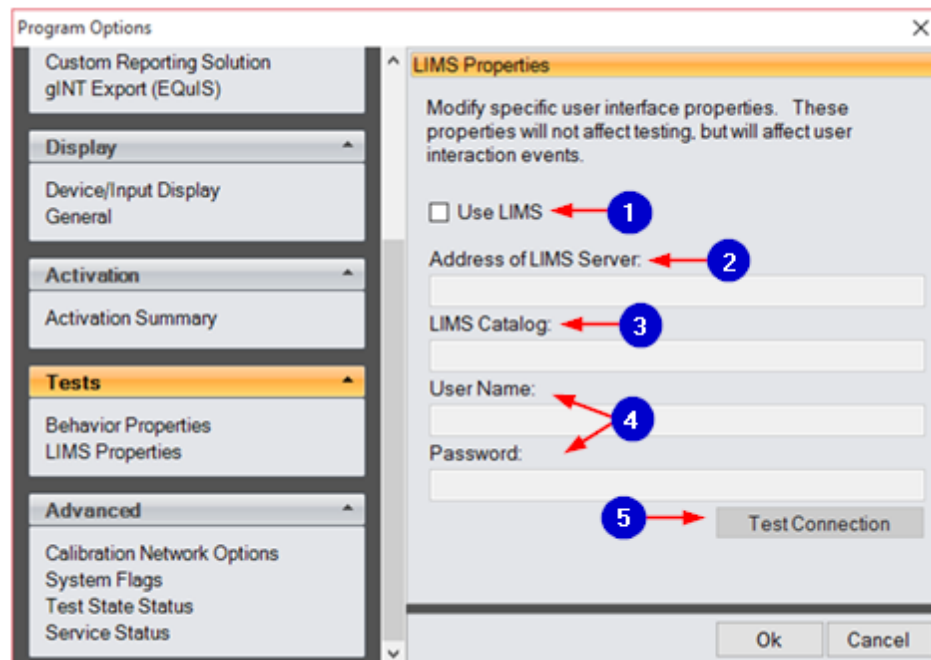 Program Options
Custom Reporting Solution
gINT Export (EQuIS)
Display
Device/Input Display
General
Activation
Activation Summary
Tests
Behavior Properties
LIMS Properties
Advanced
Calibration Network Options
System Flags
Test State Status
Service Status
LIMS Properties
Modify specific user interface properties. These
properties will not affect testing, but will affect user
interaction events.
Use LIMS
1
Address of LIMS Server:
2
LIMS Catalog:
3
User Name:
4
Password:
5
Test Connection
Ok
Cancel